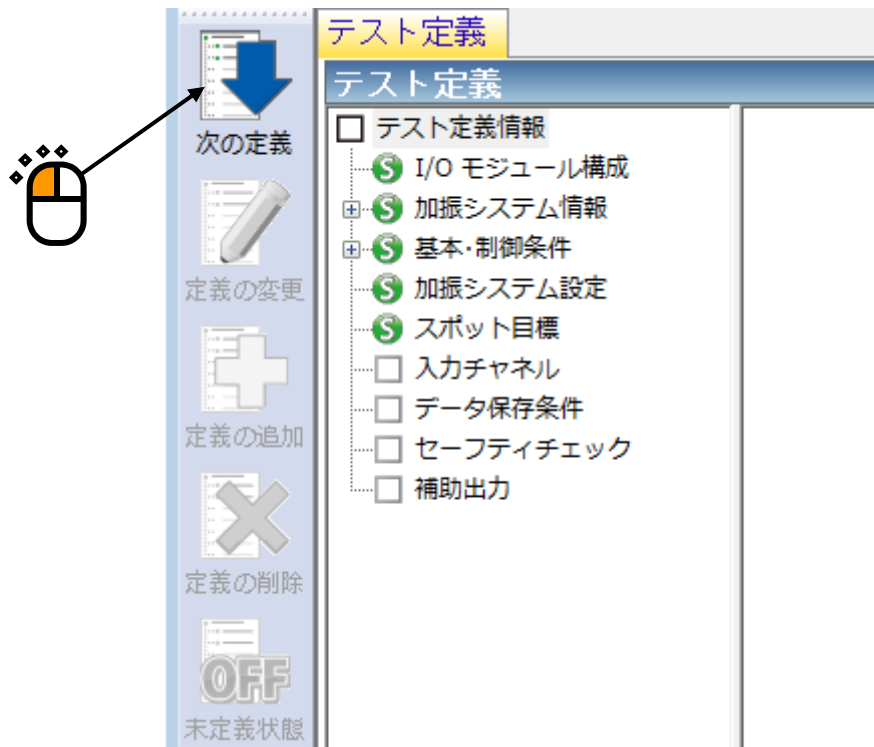 テスト定義
テスト定義
次の定義
定義の変更
定義の追加
定義の削除
OFF
未定義状態
テスト定義情報
S I/O モジュール構成
S 加振システム情報
S 基本・制御条件
S 加振システム設定
S スポット目標
入力チャネル
データ保存条件
セーフティチェック
補助出力